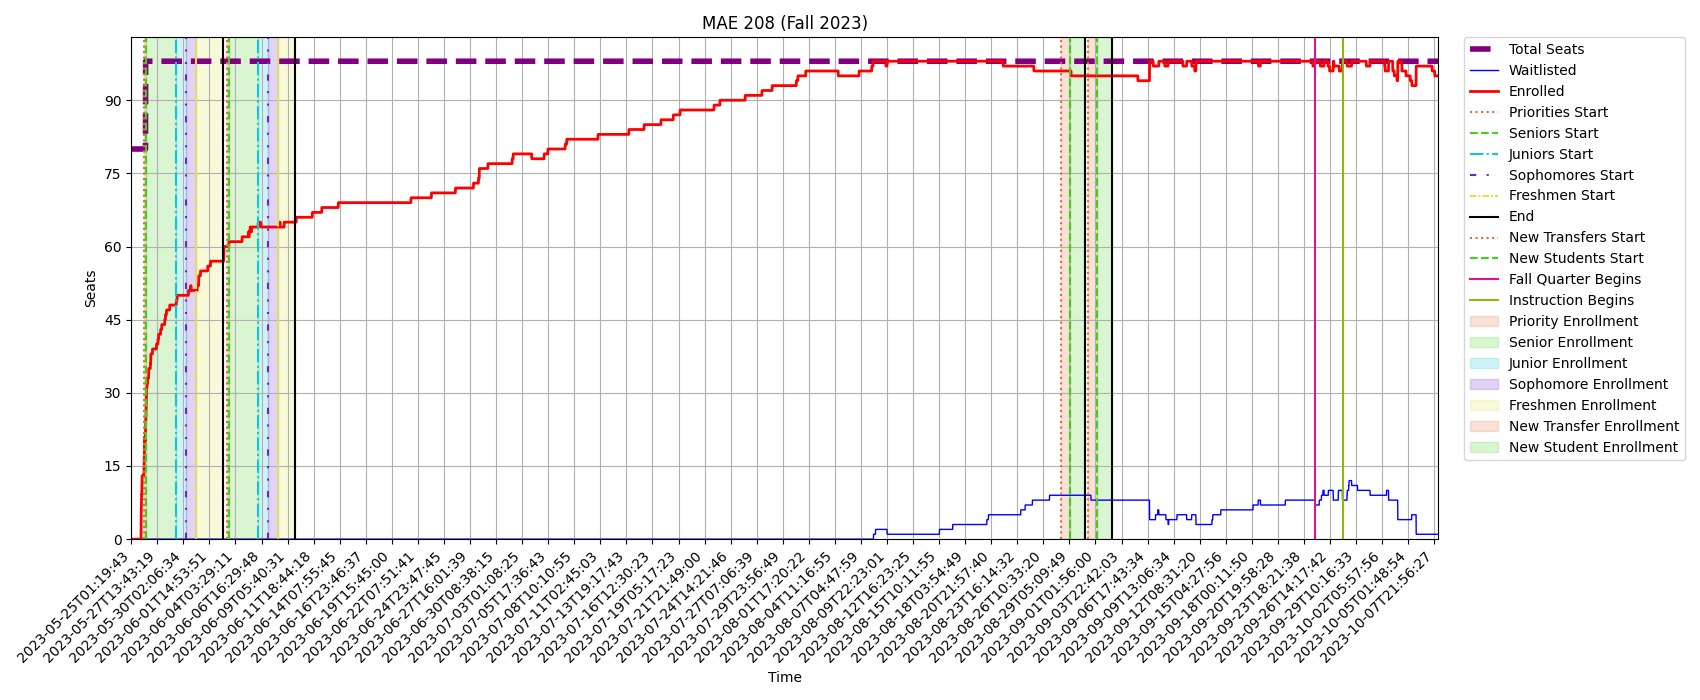 MAE 208 (Fall 2023)
Seats
90
75
60
45
30
15
0
2023-05-25T01:19:43
2023-05-27T13:43:19
2023-05-30T02:06:34
2023-06-01T14:53:51
2023-06-04T03:29:11
2023-06-06T16:29:48
2023-06-09T05:40:31
2023-06-11T18:44:18
2023-06-14T07:55:45
2023-06-16T23:46:37
2023-06-19T15:45:00
2023-06-22T07:51:41
2023-06-24T23:47:45
2023-06-27T16:01:39
2023-06-30T08:38:15
2023-07-03T01:08:25
2023-07-05T17:36:43
2023-07-08T10:10:55
2023-07-11T02:45:03
2023-07-13T19:17:43
2023-07-16T12:30:23
2023-07-19T05:17:23
2023-07-21T21:49:00
2023-07-24T14:21:46
2023-07-27T07:06:39
2023-07-29T23:56:49
2023-08-01T17:20:22
2023-08-04T11:16:55
2023-08-07T04:47:59
2023-08-09T22:23:01
2023-08-12T16:23:25
2023-08-15T10:11:55
2023-08-18T03:54:49
2023-08-20T21:57:40
2023-08-23T16:14:32
2023-08-26T10:33:20
2023-08-29T05:09:49
2023-09-01T01:56:00
2023-09-03T22:42:03
2023-09-06T17:43:34
2023-09-09T13:06:34
2023-09-12T08:31:20
2023-09-15T04:27:56
2023-09-18T00:11:50
2023-09-20T19:58:28
2023-09-23T18:21:38
2023-09-26T14:17:42
2023-09-29T10:16:33
2023-10-02T05:57:56
2023-10-05T01:48:54
2023-10-07T21:56:27
Time
Total Seats
Waitlisted
Enrolled
Priorities Start
Seniors Start
Juniors Start
Sophomores Start
Freshmen Start
End
New Transfers Start
New Students Start
Fall Quarter Begins
Instruction Begins
Priority Enrollment
Senior Enrollment
Junior Enrollment
Sophomore Enrollment
Freshmen Enrollment
New Transfer Enrollment
New Student Enrollment